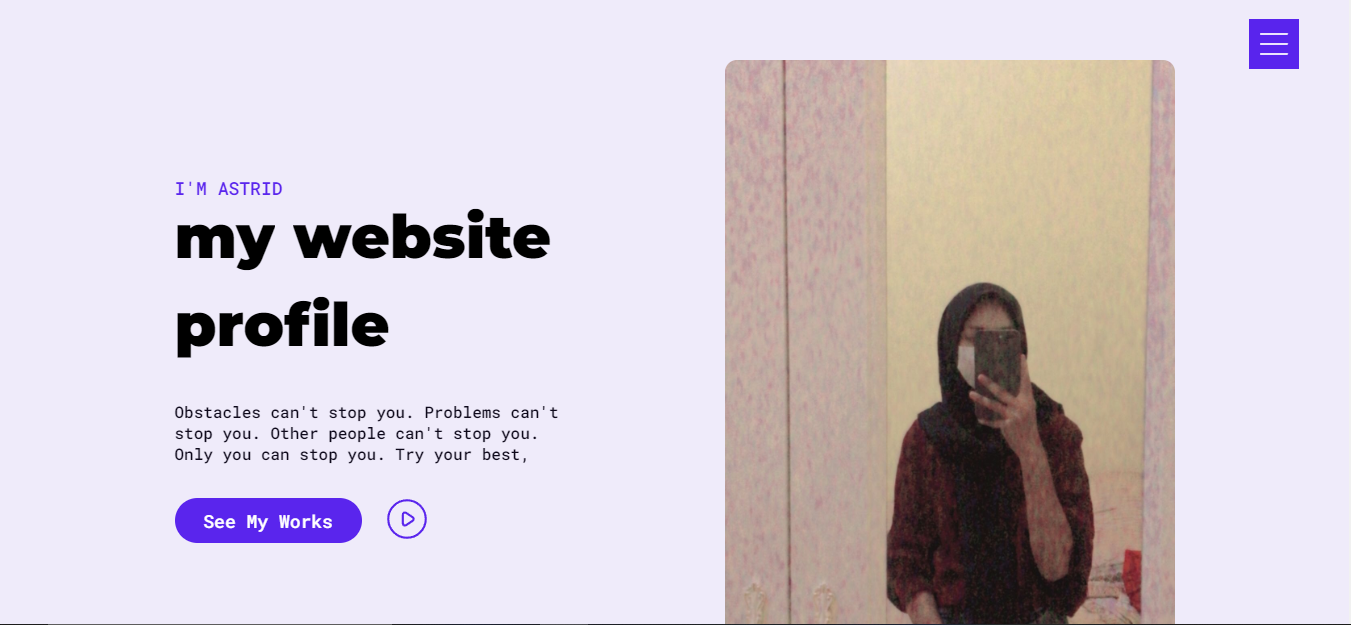 I'M ASTRID
my website
profile
Obstacles can't stop you. Problems can't
stop you. Other people can't stop you.
Only you can stop you. Try your best,
See My Works